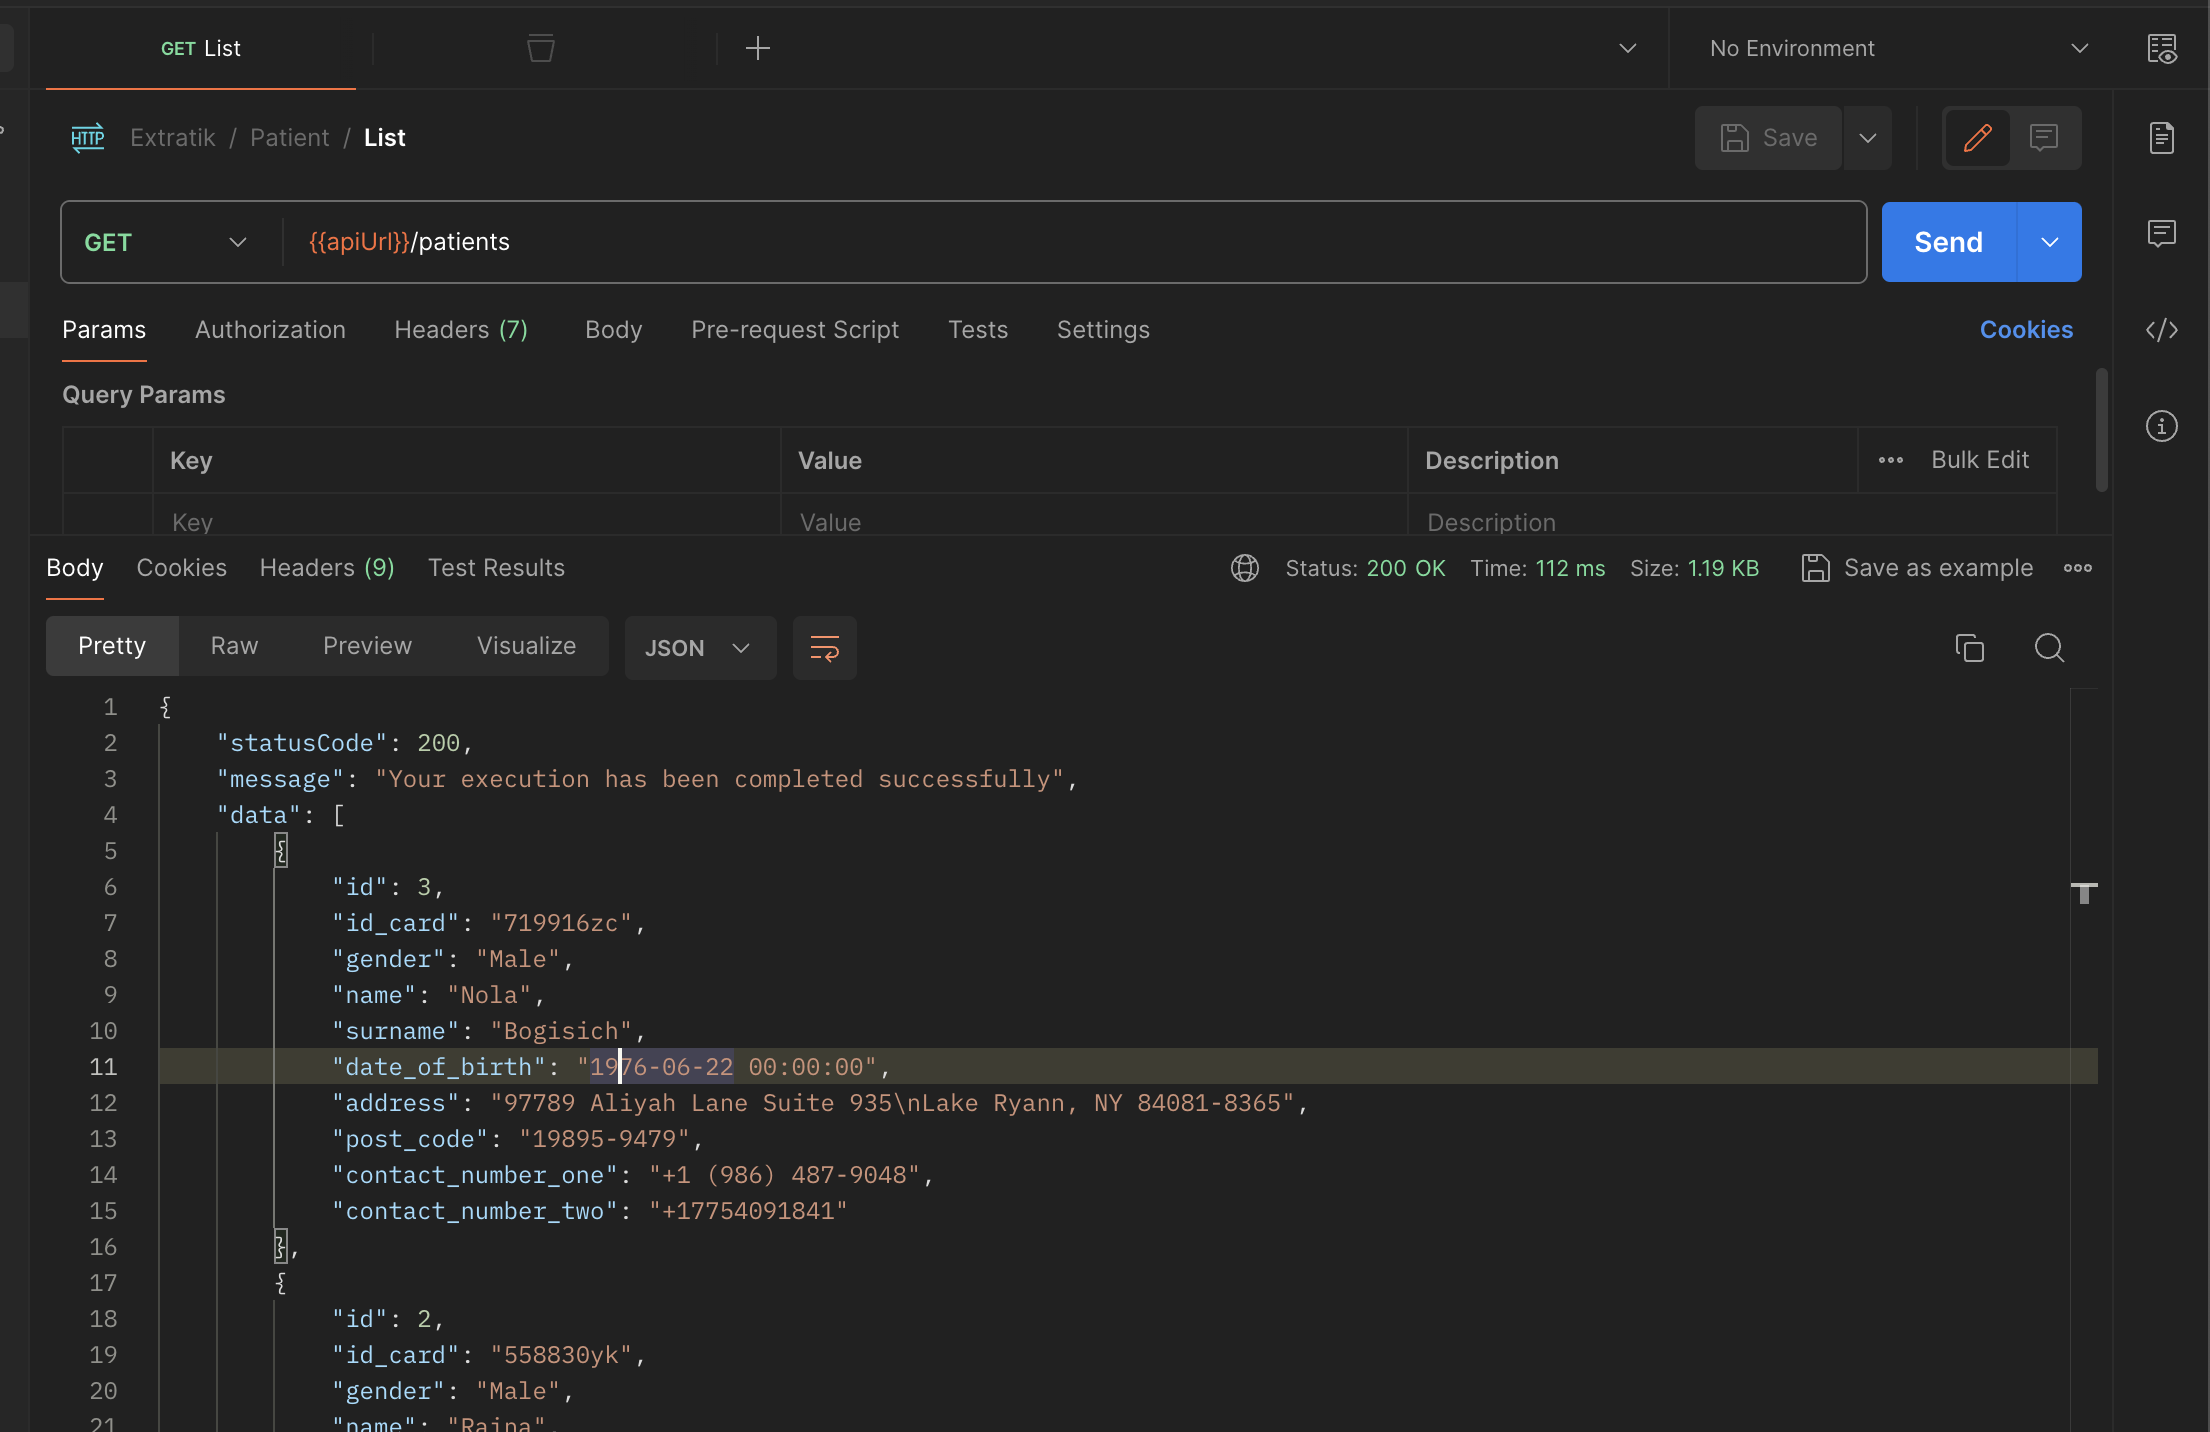 GET List
No Environment
HTTP Extratik / Patient / List
Save
GET {{apiUrl}}/patients
Send
Params Authorization Headers (7) Body Pre-request Script Tests Settings Cookies
Query Params
Key Value Description Bulk Edit
Key Value Description
Body Cookies Headers (9) Test Results Status: 200 OK Time: 112 ms Size: 1.19 KB Save as example
Pretty Raw Preview Visualize JSON
1 {
2 "statusCode": 200,
3 "message": "Your execution has been completed successfully",
4 "data": [
5 {
6 "id": 3,
7 "id_card": "719916zc",
8 "gender": "Male",
9 "name": "Nola",
10 "surname": "Bogisich",
11 "date_of_birth": "1976-06-22 00:00:00",
12 "address": "97789 Aliyah Lane Suite 935\nLake Ryann, NY 84081-8365",
13 "post_code": "19895-9479",
14 "contact_number_one": "+1 (986) 487-9048",
15 "contact_number_two": "+17754091841"
16 },
17 {
18 "id": 2,
19 "id_card": "558830yk",
20 "gender": "Male",
21 "name": "Raina",